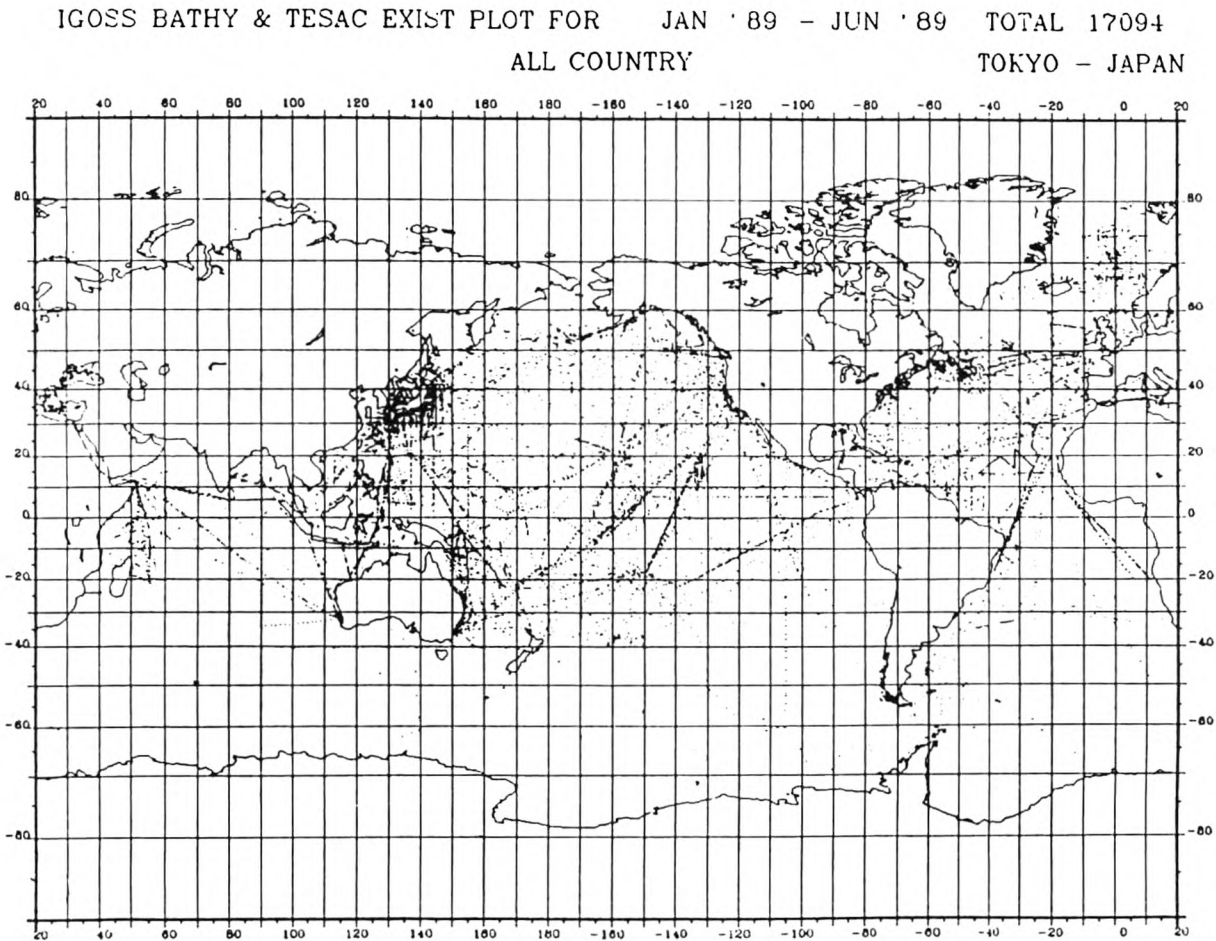 IGOSS BATHY & TESAC EXIST PLOT FOR JAN '89 - JUN '89 TOTAL 17094
ALL COUNTRY TOKYO - JAPAN
20 40 60 80 100 120 140 160 180 -160 -140 -120 -100 -80 -60 -40 -20 0 20
80 80
60 60
40 40
20 20
0 0
-20 -20
-40 -40
-60 -60
-80 -80
20 40 60 80 100 120 140 160 180 -160 -140 -120 -100 -80 -60 -40 -20 0 20